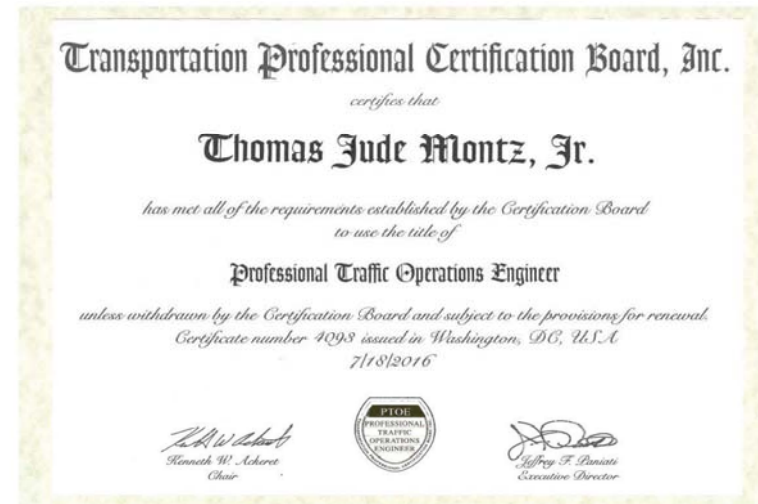 Transportation Professional Certification Board, Inc.
certifies that
Thomas Jude Montz, Jr.
has met all of the requirements established by the Certification Board
to use the title of
Professional Traffic Operations Engineer
unless withdrawn by the Certification Board and subject to the provisions for renewal.
Certificate number 4093 issued in Washington, DC, USA
7/18/2016
PTOE
PROFESSIONAL
TRAFFIC
OPERATIONS
ENGINEER
Kenneth W. Ackeret
Chair
Jeffrey F. Paniati
Executive Director